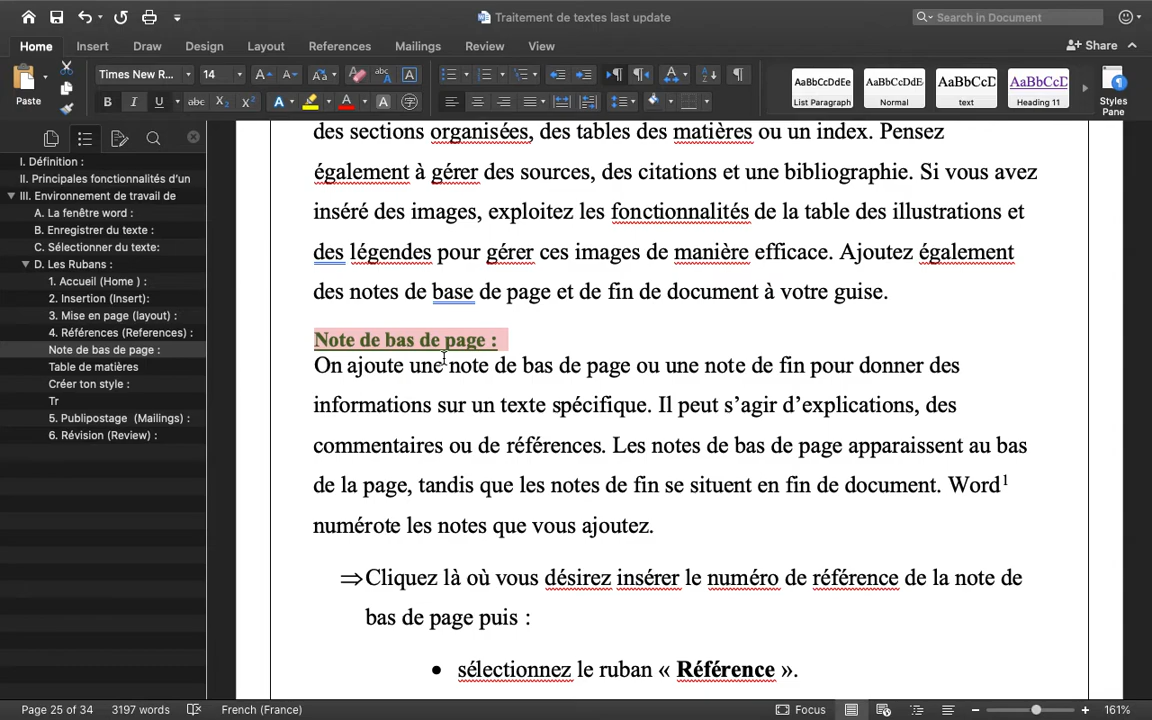 Traitement de textes last update
Search in Document
Home Insert Draw Design Layout References Mailings Review View
Share
Paste
Times New R... 14
AaBbCcDdEe AaBbCcDdE AaBbCcD AaBbCcD
List Paragraph Normal text Heading 11
Styles
Pane
I. Définition :
II. Principales fonctionnalités d'un
III. Environnement de travail de
A. La fenêtre word :
B. Enregistrer du texte :
C. Sélectionner du texte:
D. Les Rubans :
1. Accueil (Home ) :
2. Insertion (Insert):
3. Mise en page (layout) :
4. Références (References) :
Note de bas de page :
Table de matières
Créer ton style :
Tr
5. Publipostage (Mailings) :
6. Révision (Review) :
des sections organisées, des tables des matières ou un index. Pensez
également à gérer des sources, des citations et une bibliographie. Si vous avez
inséré des images, exploitez les fonctionnalités de la table des illustrations et
des légendes pour gérer ces images de manière efficace. Ajoutez également
des notes de base de page et de fin de document à votre guise.
Note de bas de page :
On ajoute une note de bas de page ou une note de fin pour donner des
informations sur un texte spécifique. Il peut s'agir d'explications, des
commentaires ou de références. Les notes de bas de page apparaissent au bas
de la page, tandis que les notes de fin se situent en fin de document. Word¹
numérote les notes que vous ajoutez.
⇒Cliquez là où vous désirez insérer le numéro de référence de la note de
bas de page puis :
• sélectionnez le ruban « Référence ».
Page 25 of 34 3197 words French (France) Focus 161%